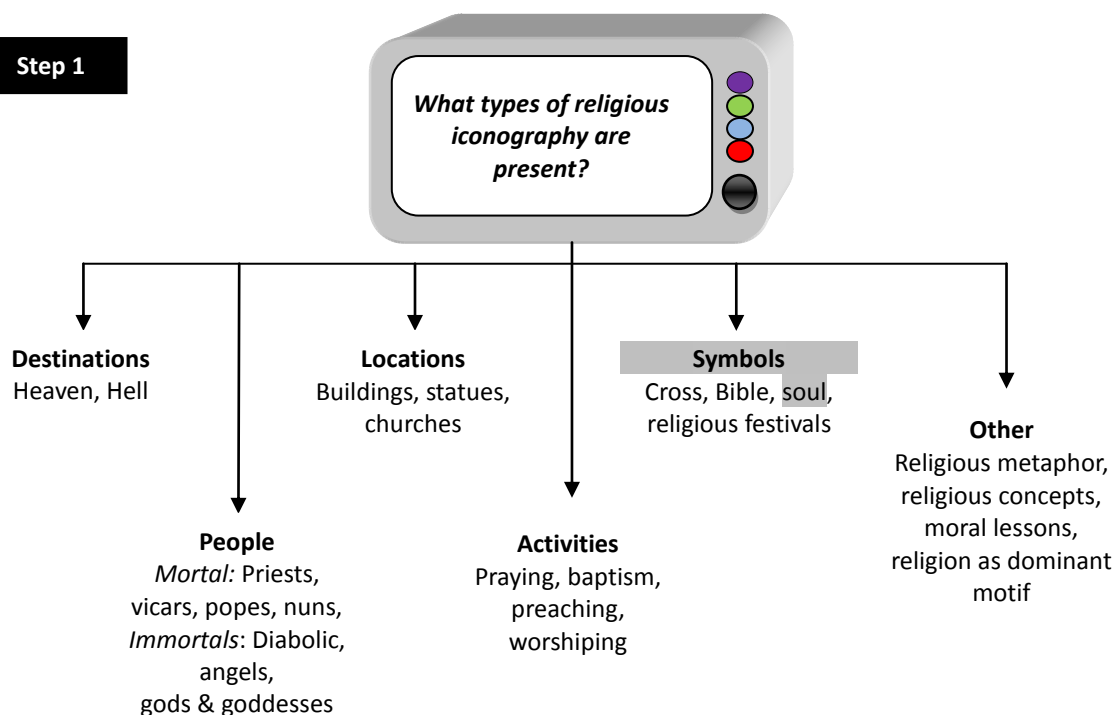 Step 1
What types of religious
iconography are
present?
Destinations
Heaven, Hell
Locations
Buildings, statues,
churches
Symbols
Cross, Bible, soul,
religious festivals
Other
Religious metaphor,
religious concepts,
moral lessons,
religion as dominant
motif
People
Mortal: Priests,
vicars, popes, nuns,
Immortals: Diabolic,
angels,
gods & goddesses
Activities
Praying, baptism,
preaching,
worshiping